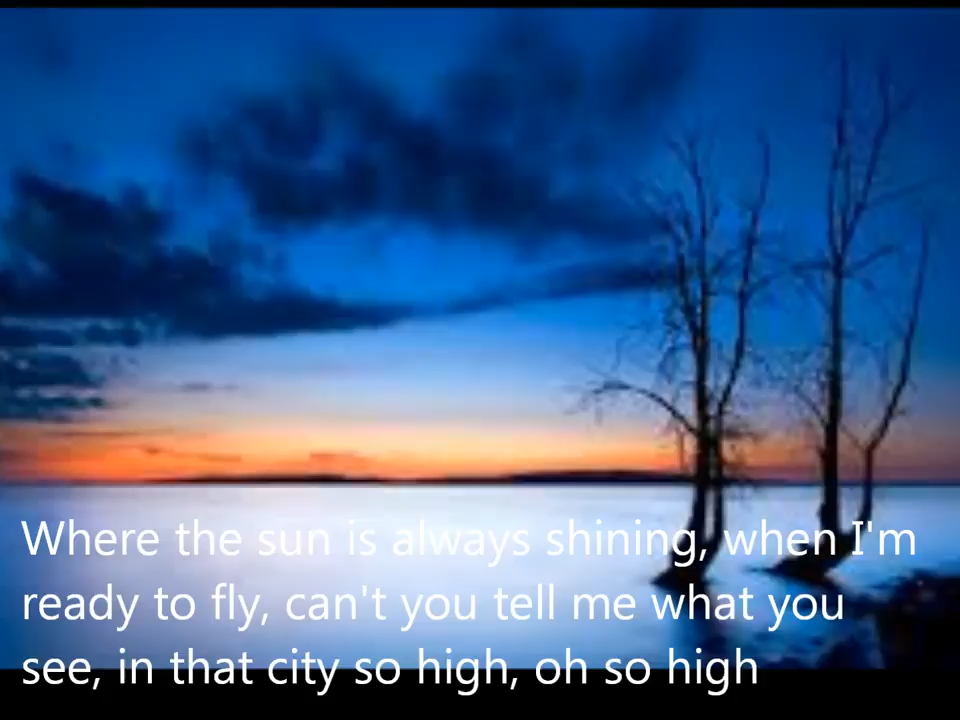 Where the sun is always shining, when I'm
ready to fly, can't you tell me what you
see, in that city so high, oh so high